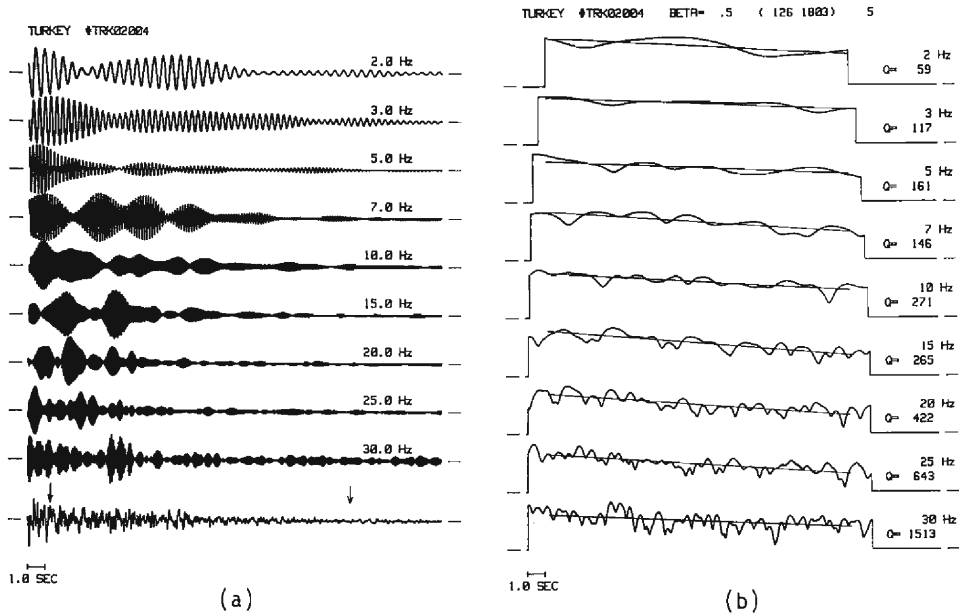 TURKEY #TRK02004
2.0 Hz
3.0 Hz
5.0 Hz
7.0 Hz
10.0 Hz
15.0 Hz
20.0 Hz
25.0 Hz
30.0 Hz
1.0 SEC
(a)
TURKEY #TRK02004 BETA= .5 ( 126 1803) 5
2 Hz
Q= 59
3 Hz
Q= 117
5 Hz
Q= 161
7 Hz
Q= 146
10 Hz
Q= 271
15 Hz
Q= 265
20 Hz
Q= 422
25 Hz
Q= 643
30 Hz
Q= 1513
1.0 SEC
(b)